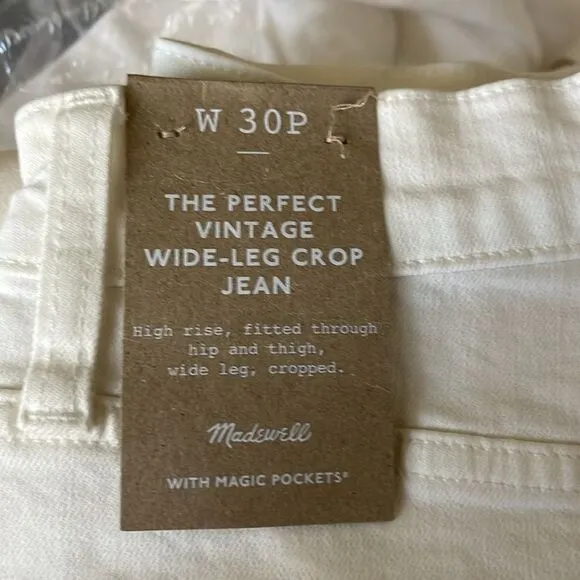 W 30P
THE PERFECT
VINTAGE
WIDE-LEG CROP
JEAN
High rise, fitted through
hip and thigh,
wide leg, cropped.
Madewell
WITH MAGIC POCKETS®